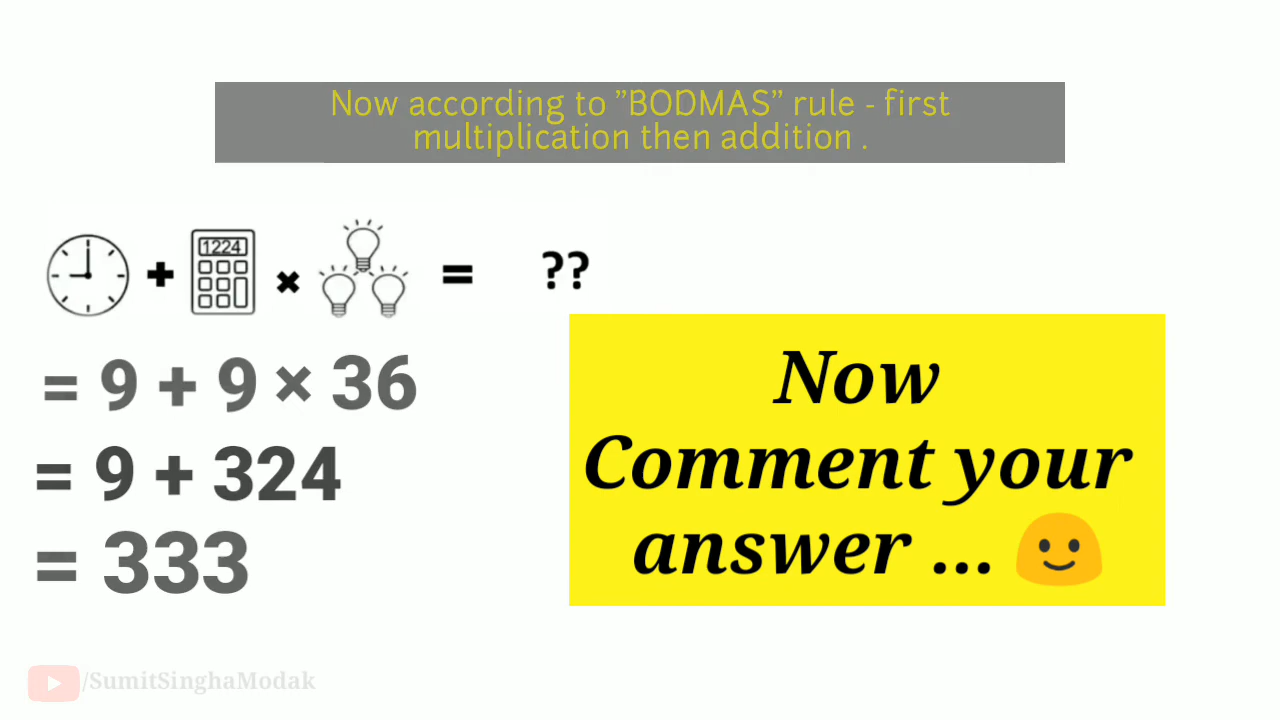 Now according to ”BODMAS” rule - first
multiplication then addition .
1224
+ × = ??
= 9 + 9 × 36
= 9 + 324
= 333
Now
Comment your
answer ... 🙂
/SumitSinghaModak